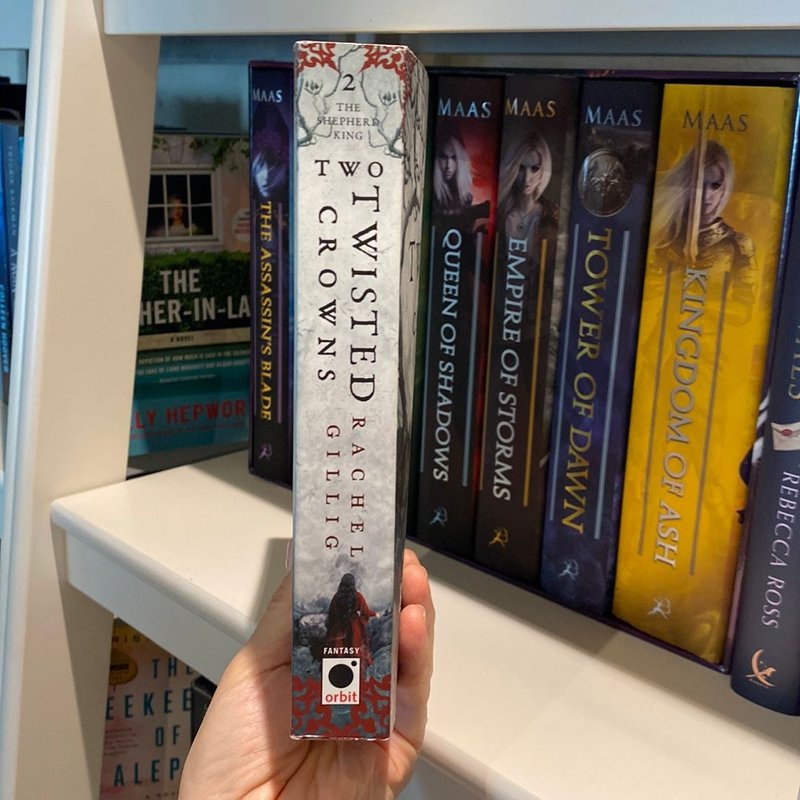 2
THE
SHEPHERD
KING
TWO
TWISTED
CROWNS
RACHEL
GILLIG
FANTASY
orbit
MAAS
THE ASSASSIN'S BLADE
MAAS
QUEEN OF SHADOWS
MAAS
EMPIRE OF STORMS
MAAS
TOWER OF DAWN
MAAS
KINGDOM OF ASH
REBECCA ROSS
THE
HER-IN-LA
A NOVEL
LY HEPWOR
COLLEEN HOOVER
THE
EEKE
OF
ALEP